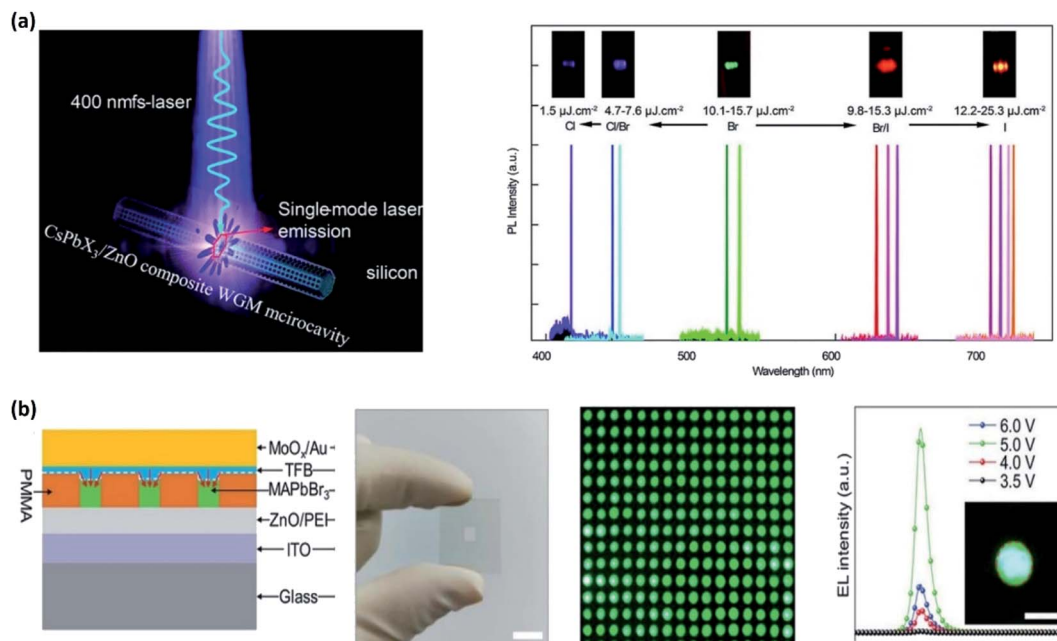 (a)
400 nmfs-laser
Single-mode laser
emission
silicon
CsPbX₃/ZnO composite WGM mcirocavity
1.5 μJ.cm⁻² 4.7-7.6 μJ.cm⁻² 10.1-15.7 μJ.cm⁻² 9.8-15.3 μJ.cm⁻² 12.2-25.3 μJ.cm⁻²
Cl Cl/Br Br Br/I I
PL Intensity (a.u.)
400 500 600 700
Wavelength (nm)
(b)
PMMA
MoOₓ/Au
TFB
MAPbBr₃
ZnO/PEI
ITO
Glass
EL intensity (a.u.)
6.0 V
5.0 V
4.0 V
3.5 V